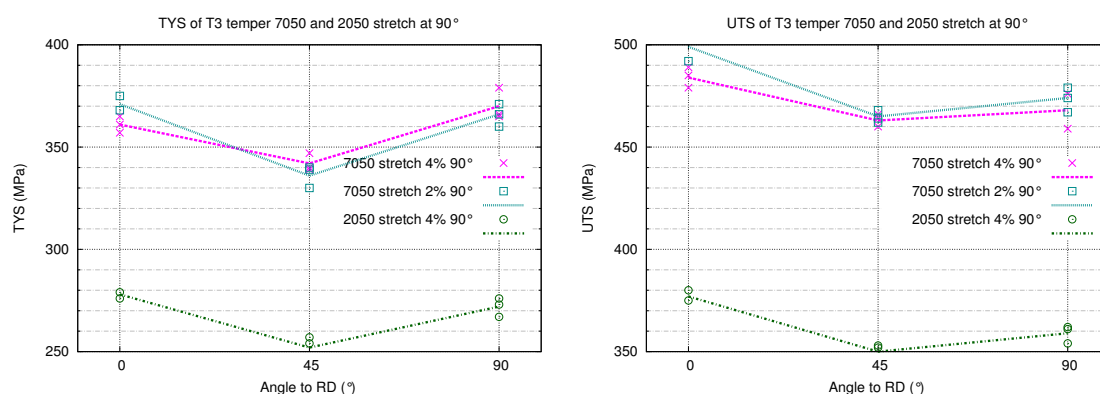 TYS of T3 temper 7050 and 2050 stretch at 90°
400
350
300
250
TYS (MPa)
7050 stretch 4% 90°
7050 stretch 2% 90°
2050 stretch 4% 90°
0
45
90
Angle to RD (°)
UTS of T3 temper 7050 and 2050 stretch at 90°
500
450
400
350
UTS (MPa)
7050 stretch 4% 90°
7050 stretch 2% 90°
2050 stretch 4% 90°
0
45
90
Angle to RD (°)